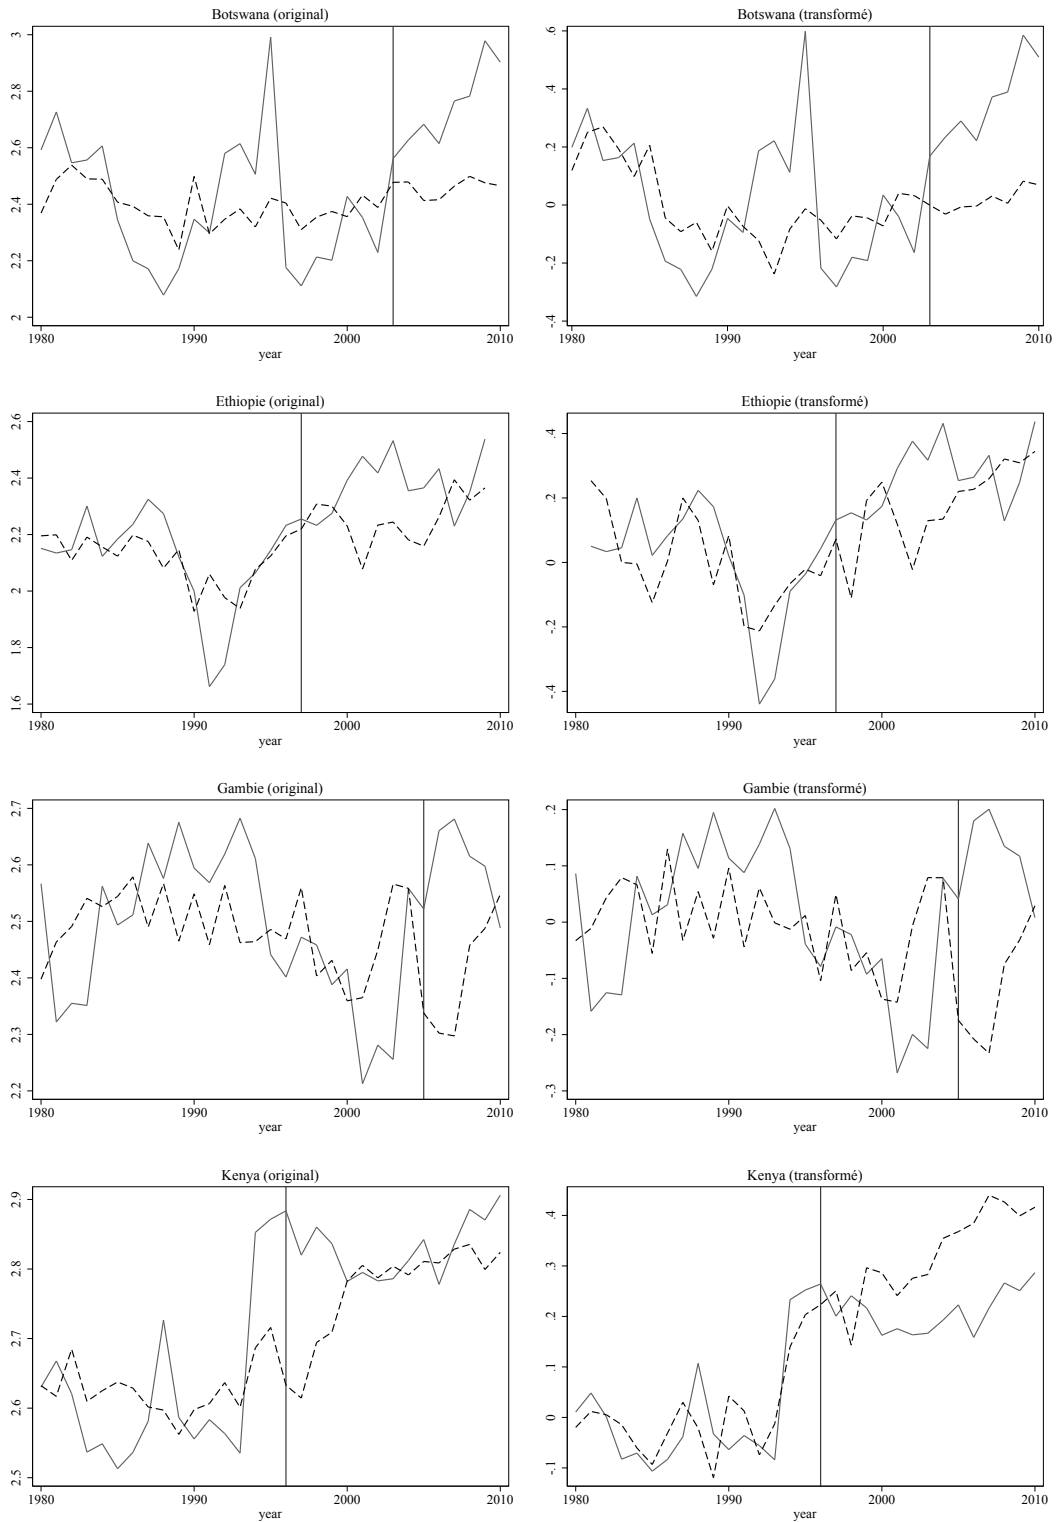 Botswana (original)
3
2.8
2.6
2.4
2.2
2
1980 1990 2000 2010
year
Botswana (transformé)
.6
.4
.2
0
-.2
-.4
1980 1990 2000 2010
year
Ethiopie (original)
2.6
2.4
2.2
2
1.8
1.6
1980 1990 2000 2010
year
Ethiopie (transformé)
.4
.2
0
-.2
-.4
1980 1990 2000 2010
year
Gambie (original)
2.7
2.6
2.5
2.4
2.3
2.2
1980 1990 2000 2010
year
Gambie (transformé)
.2
.1
0
-.1
-.2
-.3
1980 1990 2000 2010
year
Kenya (original)
2.9
2.8
2.7
2.6
2.5
1980 1990 2000 2010
year
Kenya (transformé)
.4
.3
.2
.1
0
-.1
1980 1990 2000 2010
year